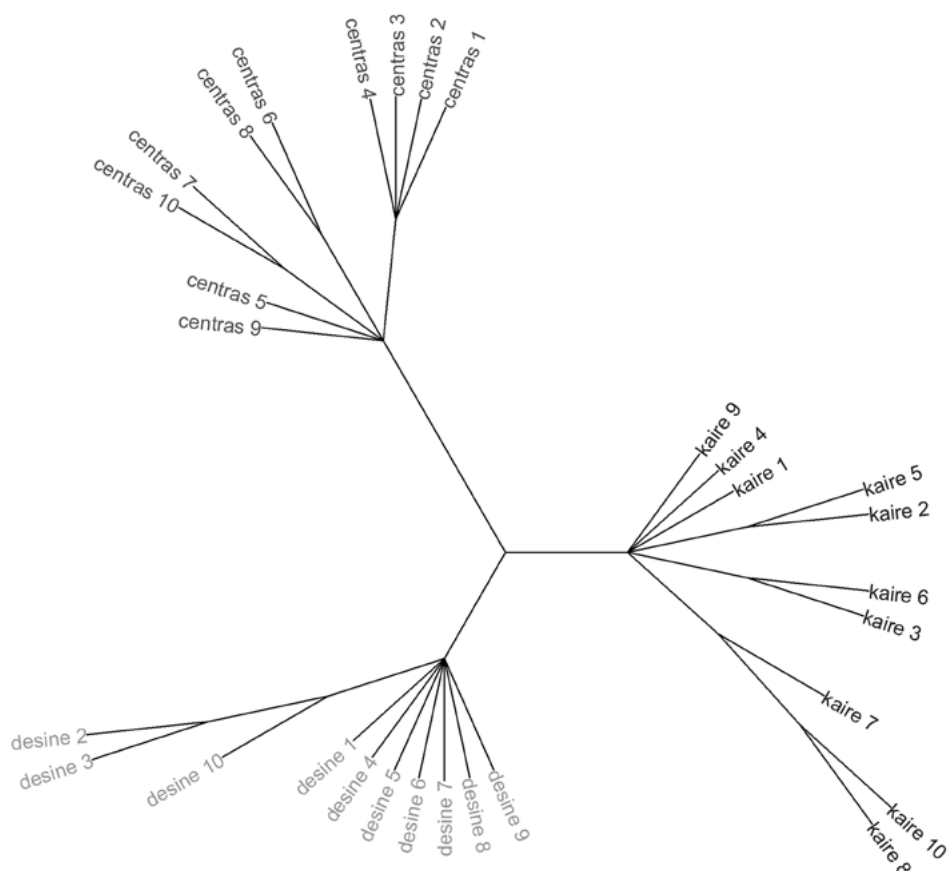 centras 1
centras 2
centras 3
centras 4
centras 6
centras 8
centras 7
centras 10
centras 5
centras 9
kaire 9
kaire 4
kaire 1
kaire 5
kaire 2
kaire 6
kaire 3
kaire 7
kaire 10
kaire 8
desine 2
desine 3
desine 10
desine 1
desine 4
desine 5
desine 6
desine 7
desine 8
desine 9